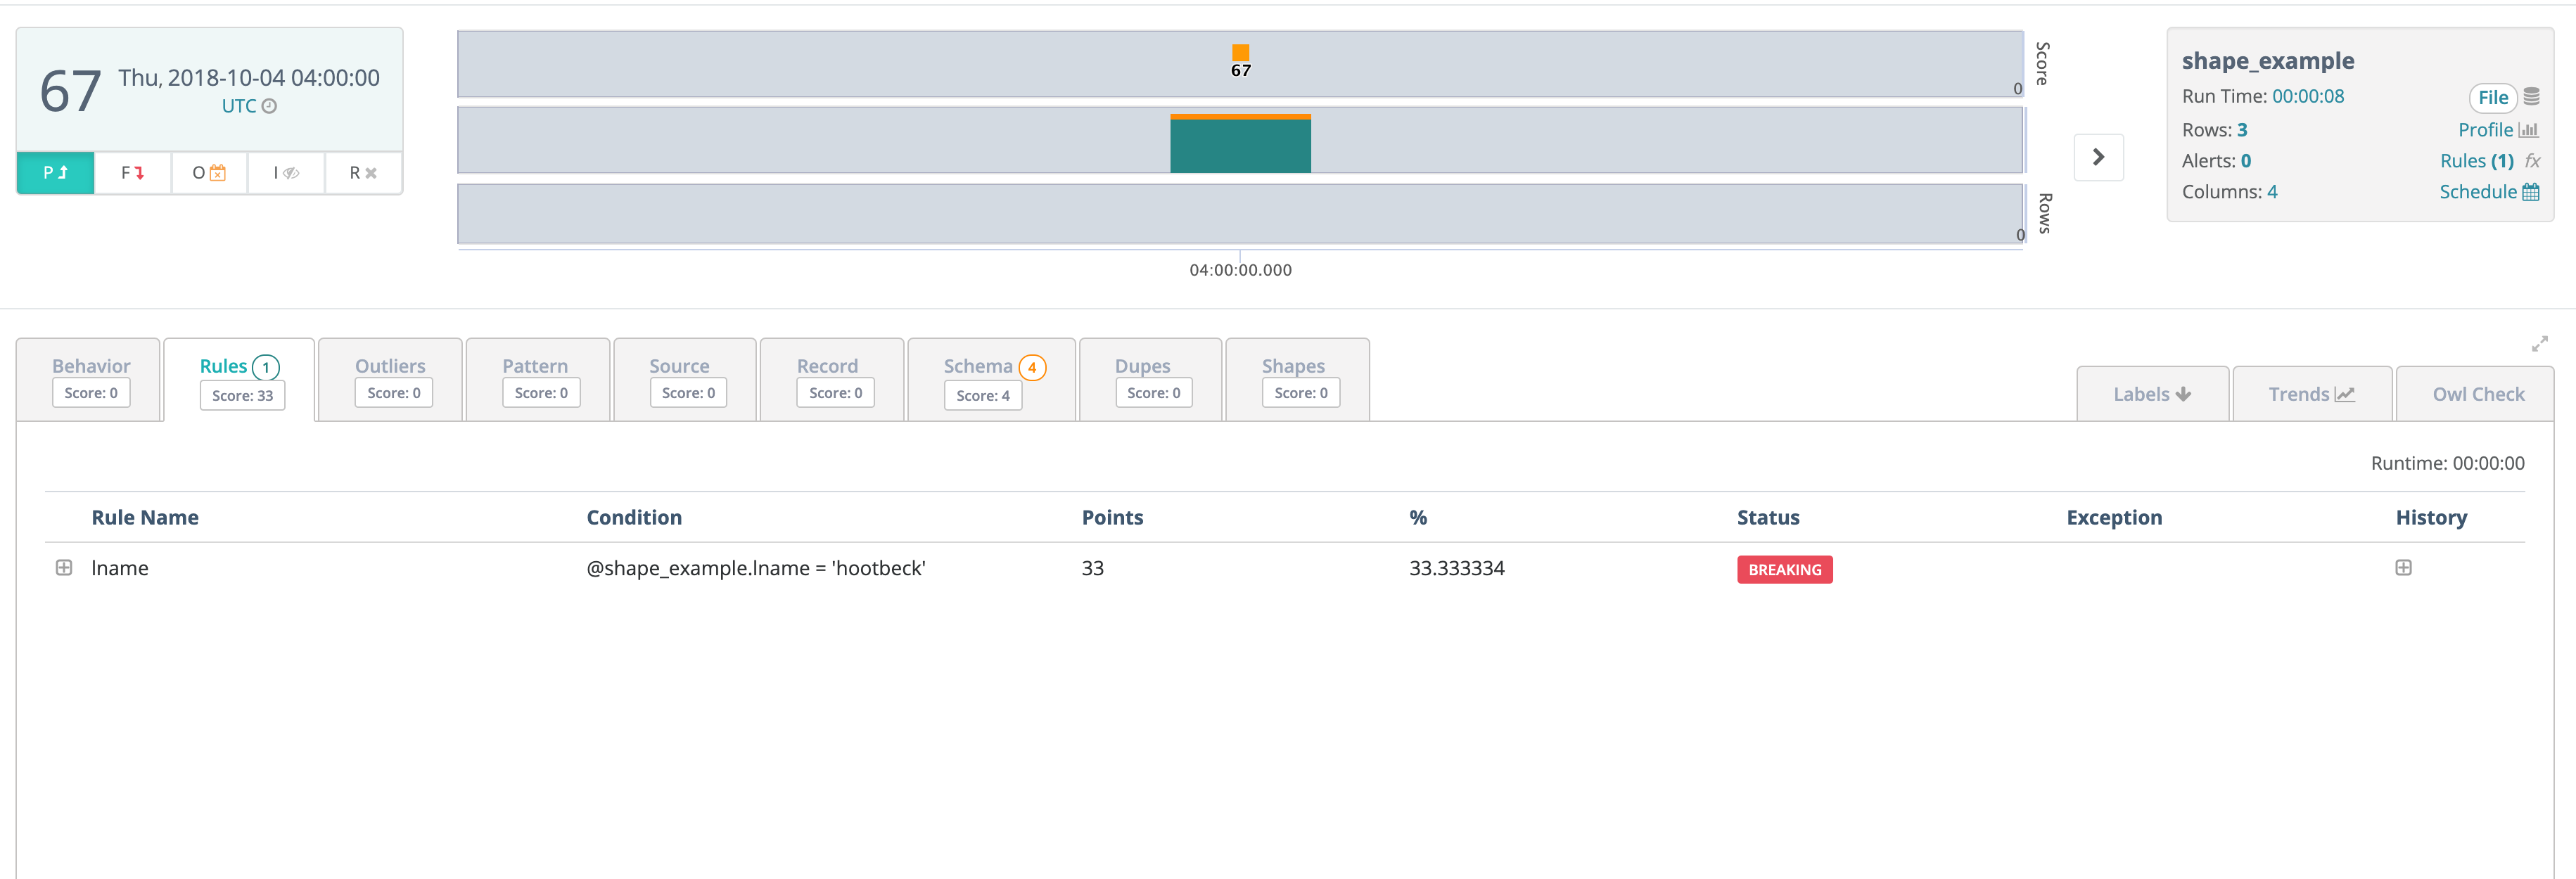 67 Thu, 2018-10-04 04:00:00
UTC
P F O I R
67
0
Score
Rows
0
04:00:00.000
shape_example
Run Time: 00:00:08 File
Rows: 3 Profile
Alerts: 0 Rules (1) fx
Columns: 4 Schedule
Behavior Rules 1 Outliers Pattern Source Record Schema 4 Dupes Shapes
Score: 0 Score: 33 Score: 0 Score: 0 Score: 0 Score: 0 Score: 4 Score: 0 Score: 0
Labels Trends Owl Check
Runtime: 00:00:00
Rule Name Condition Points % Status Exception History
lname @shape_example.lname = 'hootbeck' 33 33.333334 BREAKING